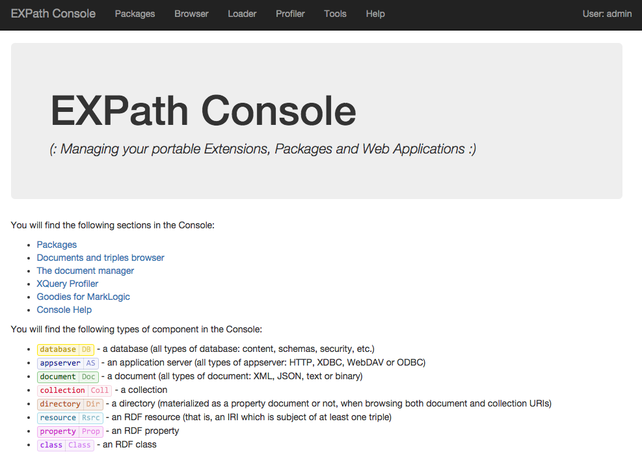 EXPath Console Packages Browser Loader Profiler Tools Help User: admin
EXPath Console
(: Managing your portable Extensions, Packages and Web Applications :)
You will find the following sections in the Console:
• Packages
• Documents and triples browser
• The document manager
• XQuery Profiler
• Goodies for MarkLogic
• Console Help
You will find the following types of component in the Console:
• database DB - a database (all types of database: content, schemas, security, etc.)
• appserver AS - an application server (all types of appserver: HTTP, XDBC, WebDAV or ODBC)
• document Doc - a document (all types of document: XML, JSON, text or binary)
• collection Coll - a collection
• directory Dir - a directory (materialized as a property document or not, when browsing both document and collection URIs)
• resource Rsrc - an RDF resource (that is, an IRI which is subject of at least one triple)
• property Prop - an RDF property
• class Class - an RDF class